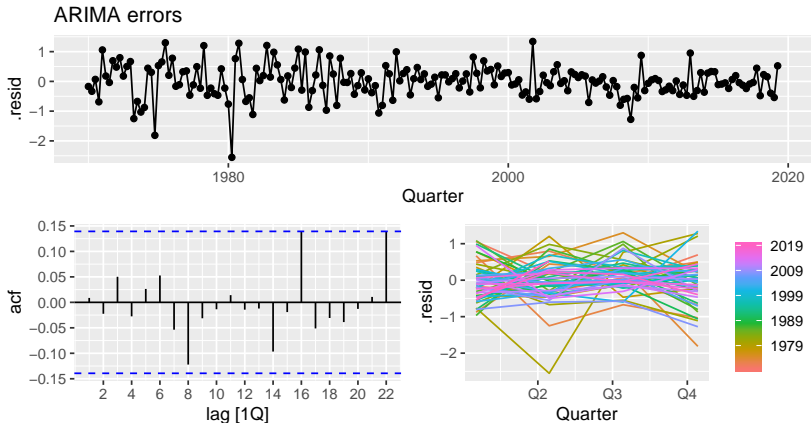 ARIMA errors
.resid
1
0
−1
−2
1980
2000
2020
Quarter
acf
0.15
0.10
0.05
0.00
−0.05
−0.10
−0.15
2 4 6 8 10 12 14 16 18 20 22
lag [1Q]
.resid
1
0
−1
−2
Q2 Q3 Q4
Quarter
2019
2009
1999
1989
1979